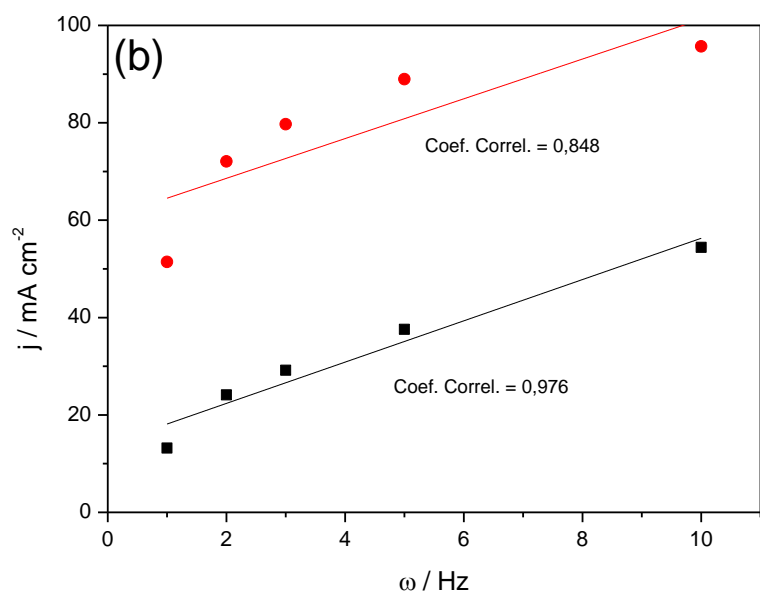 (b)
100
80
60
40
20
0
j / mA cm⁻²
Coef. Correl. = 0,848
Coef. Correl. = 0,976
0 2 4 6 8 10
ω / Hz